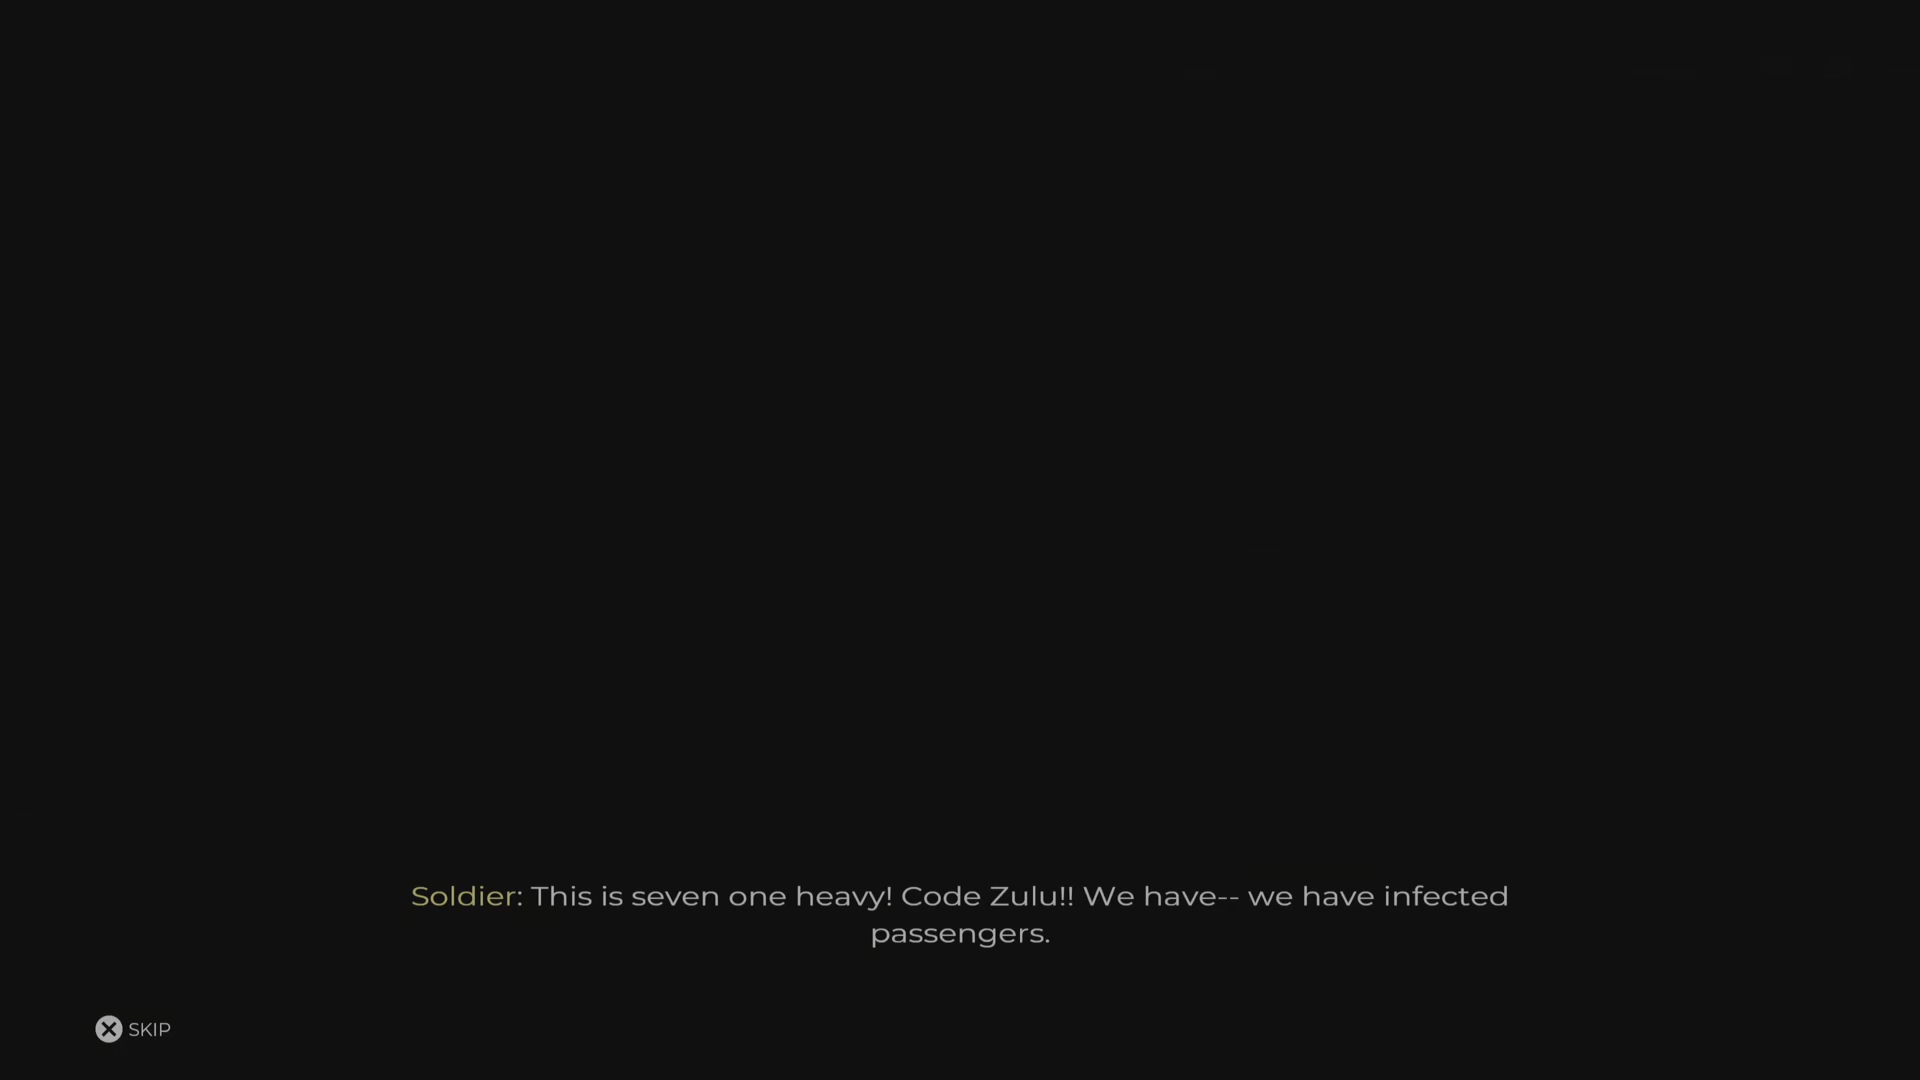 Soldier: This is seven one heavy! Code Zulu!! We have-- we have infected
passengers.
SKIP